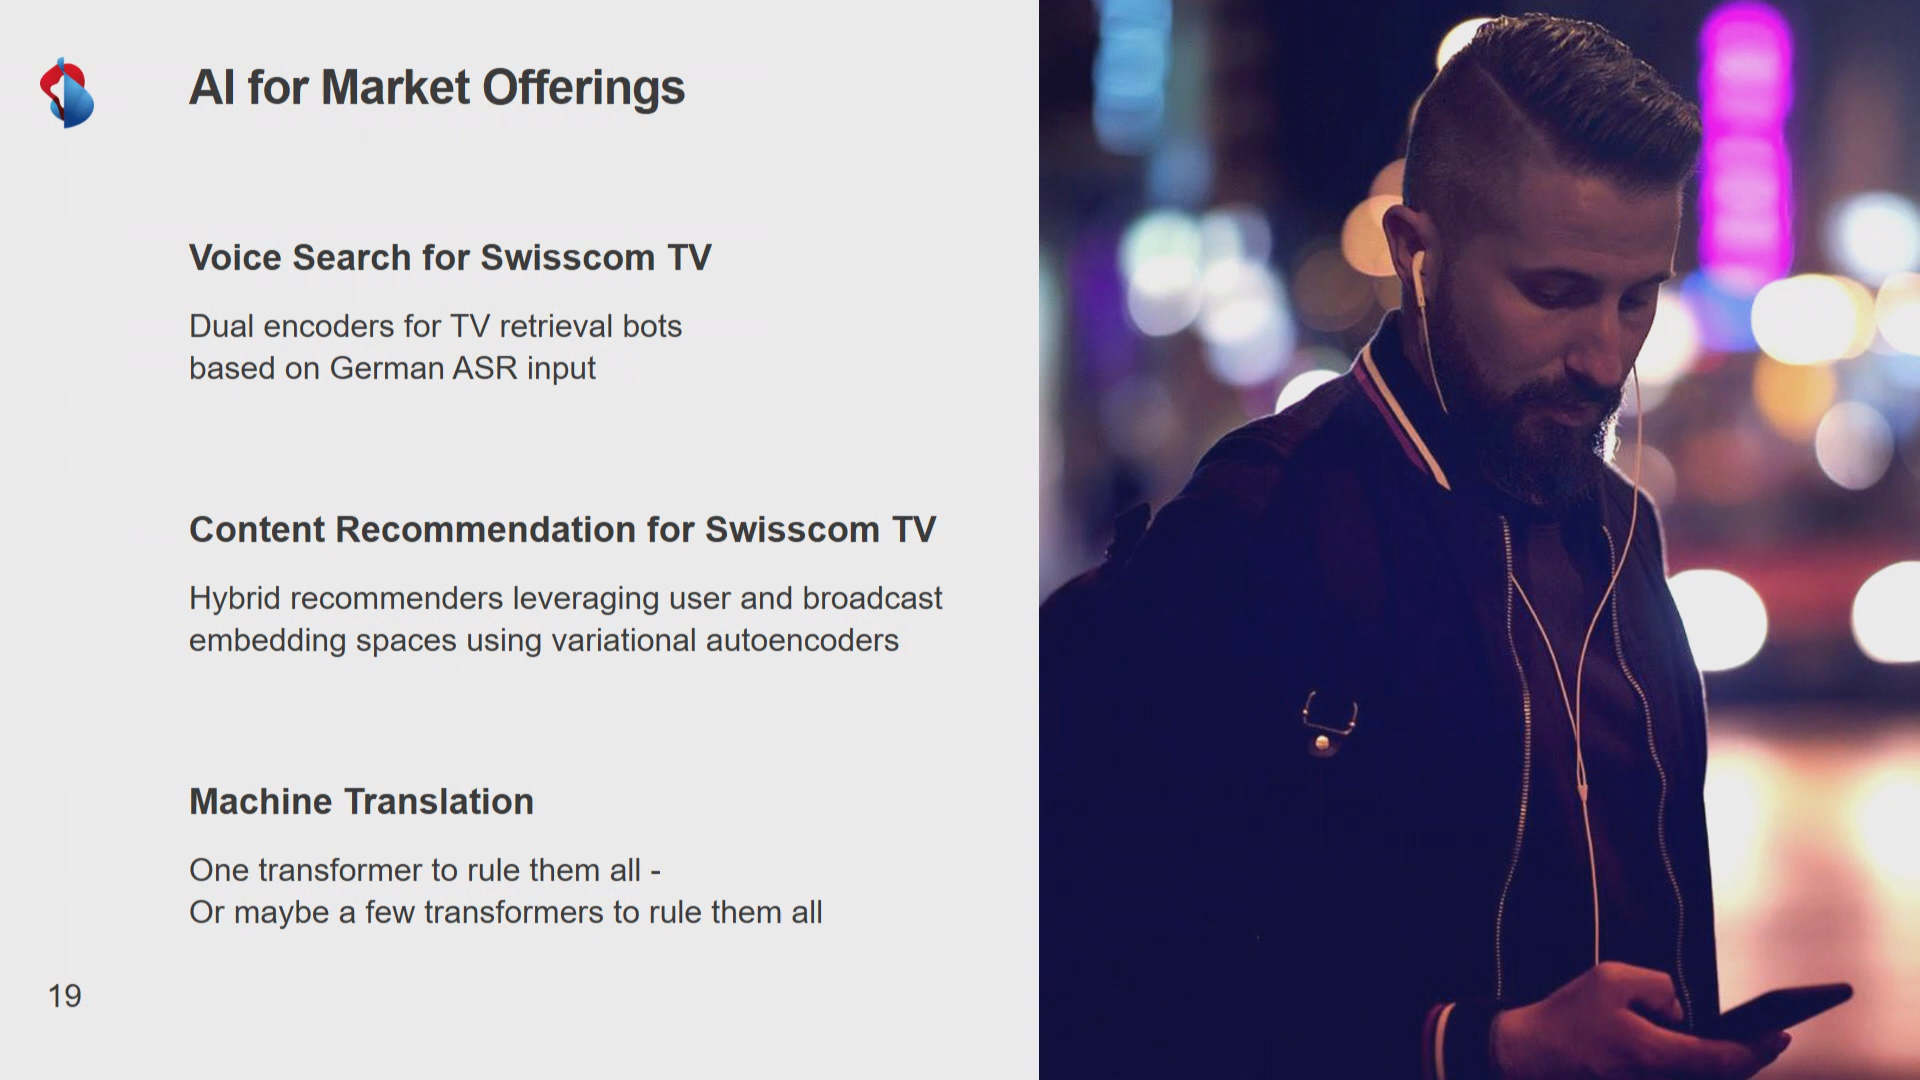 AI for Market Offerings
Voice Search for Swisscom TV
Dual encoders for TV retrieval bots
based on German ASR input
Content Recommendation for Swisscom TV
Hybrid recommenders leveraging user and broadcast
embedding spaces using variational autoencoders
Machine Translation
One transformer to rule them all -
Or maybe a few transformers to rule them all
19